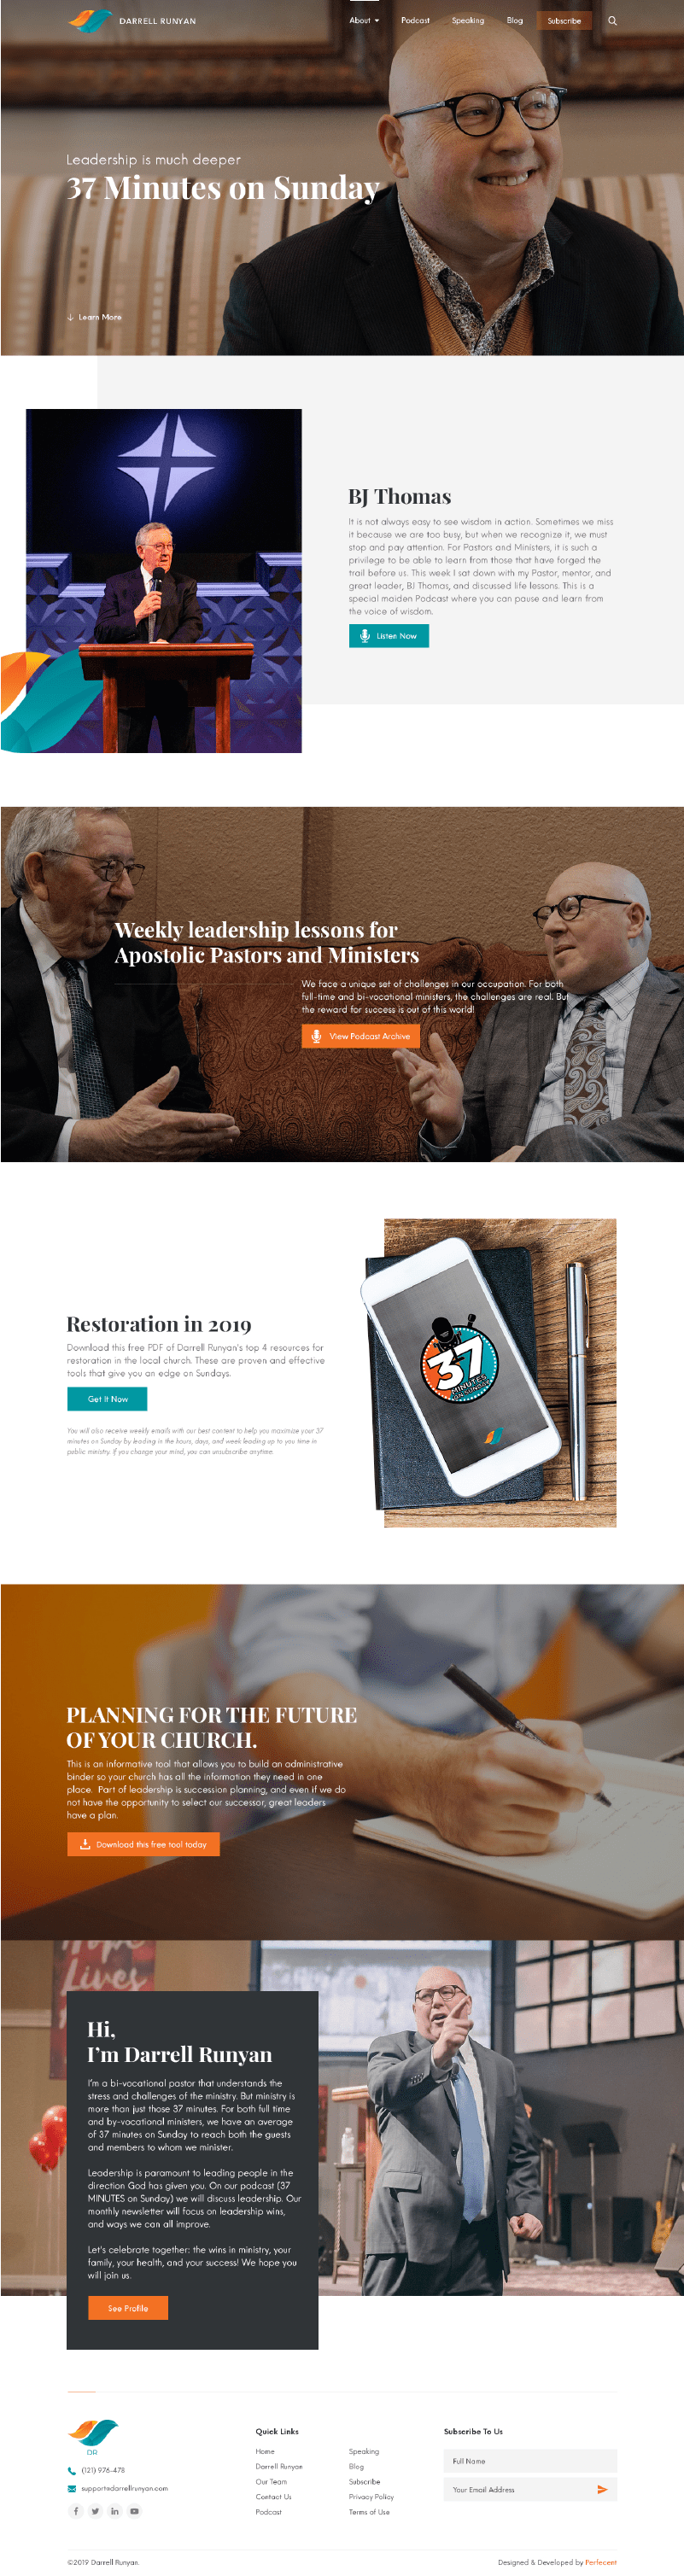 DARRELL RUNYAN
About
Podcast
Speaking
Blog
Subscribe
Leadership is much deeper
37 Minutes on Sunday
Learn More
BJ Thomas
It is not always easy to see wisdom in action. Sometimes we miss
it because we are too busy, but when we recognize it, we must
stop and pay attention. For Pastors and Ministers, it is such a
privilege to be able to learn from those that have forged the
trail before us. This week I sat down with my Pastor, mentor, and
great leader, BJ Thomas, and discussed life lessons. This is a
special maiden Podcast where you can pause and learn from
the voice of wisdom.
Listen Now
Weekly leadership lessons for
Apostolic Pastors and Ministers
We face a unique set of challenges in our occupation. For both
full-time and bi-vocational ministers, the challenges are real. But
the reward for success is out of this world!
View Podcast Archive
Restoration in 2019
Download this free PDF of Darrell Runyan's top 4 resources for
restoration in the local church. These are proven and effective
tools that give you an edge on Sundays.
Get It Now
You will also receive weekly emails with our best content to help you maximize your 37
minutes on Sunday by leading in the hours, days, and week leading up to you time in
public ministry. If you change your mind, you can unsubscribe anytime.
37
MINUTES
ON SUNDAY
PLANNING FOR THE FUTURE
OF YOUR CHURCH.
This is an informative tool that allows you to build an administrative
binder so your church has all the information they need in one
place. Part of leadership is succession planning, and even if we do
not have the opportunity to select our successor, great leaders
have a plan.
Download this free tool today
Hope
Lives
Hi,
I'm Darrell Runyan
I'm a bi-vocational pastor that understands the
stress and challenges of the ministry. But ministry is
more than just those 37 minutes. For both full time
and by-vocational ministers, we have an average
of 37 minutes on Sunday to reach both the guests
and members to whom we minister.
Leadership is paramount to leading people in the
direction God has given you. On our podcast (37
MINUTES on Sunday) we will discuss leadership. Our
monthly newsletter will focus on leadership wins,
and ways we can all improve.
Let's celebrate together: the wins in ministry, your
family, your health, and your success! We hope you
will join us.
See Profile
DR
(121) 976-478
support@darrellrunyan.com
Quick Links
Home
Darrell Runyan
Our Team
Contact Us
Podcast
Speaking
Blog
Subscribe
Privacy Policy
Terms of Use
Subscribe To Us
Full Name
Your Email Address
©2019 Darrell Runyan.
Designed & Developed by Perfecent